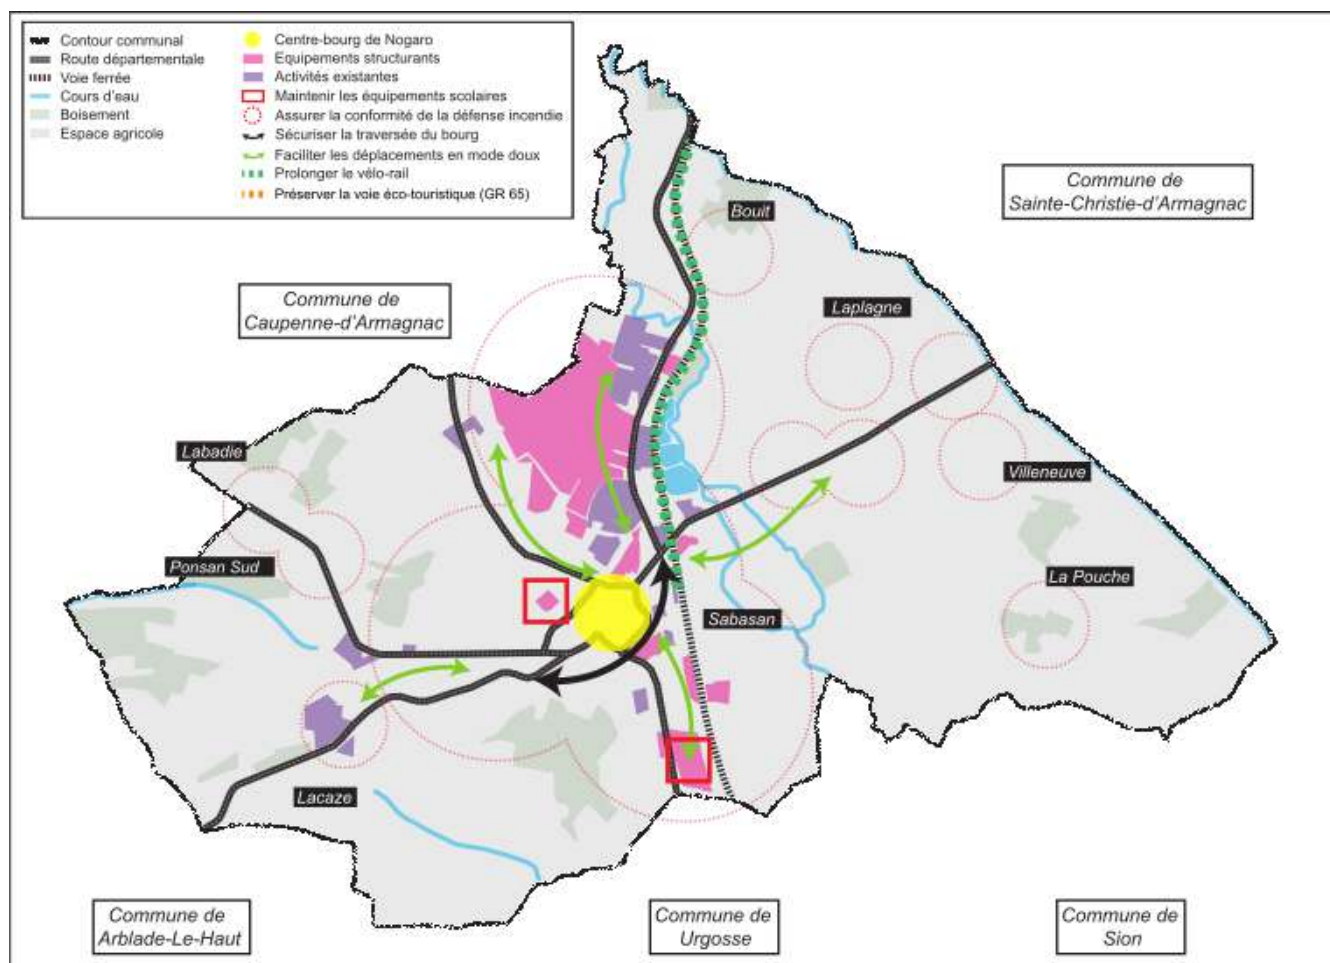 Contour communal
Route départementale
Voie ferrée
Cours d'eau
Boisement
Espace agricole
Centre-bourg de Nogaro
Equipements structurants
Activités existantes
Maintenir les équipements scolaires
Assurer la conformité de la défense incendie
Sécuriser la traversée du bourg
Faciliter les déplacements en mode doux
Prolonger le vélo-rail
Préserver la voie éco-touristique (GR 65)
Commune de
Sainte-Christie-d'Armagnac
Bouit
Commune de
Caupenne-d'Armagnac
Laplagne
Labadie
Villeneuve
Ponsan Sud
La Pouche
Sabasan
Lacaze
Commune de
Arblade-Le-Haut
Commune de
Urgosse
Commune de
Sion